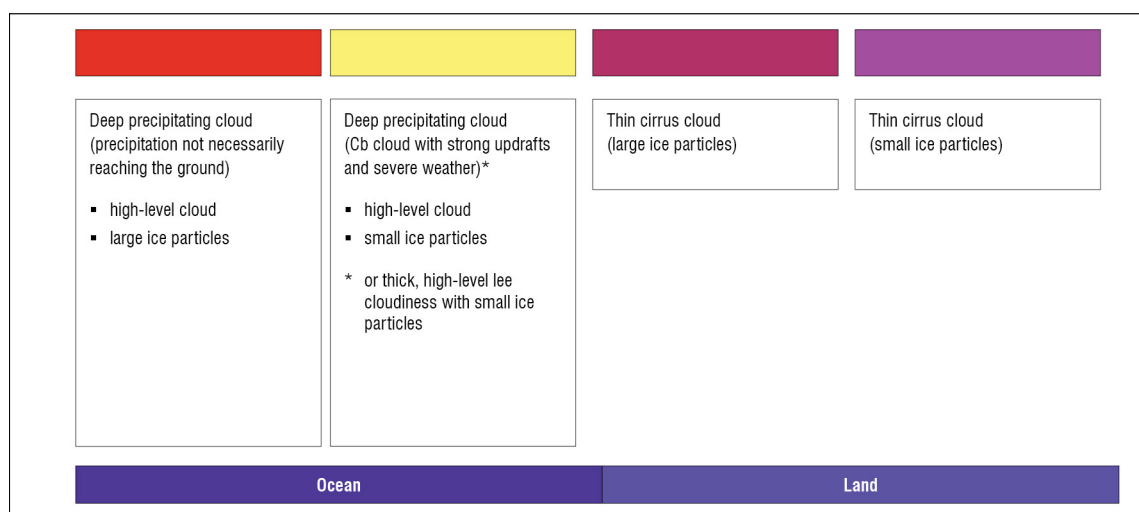 Deep precipitating cloud
(precipitation not necessarily
reaching the ground)
▪ high-level cloud
▪ large ice particles
Deep precipitating cloud
(Cb cloud with strong updrafts
and severe weather)*
▪ high-level cloud
▪ small ice particles
* or thick, high-level lee
cloudiness with small ice
particles
Thin cirrus cloud
(large ice particles)
Thin cirrus cloud
(small ice particles)
Ocean
Land